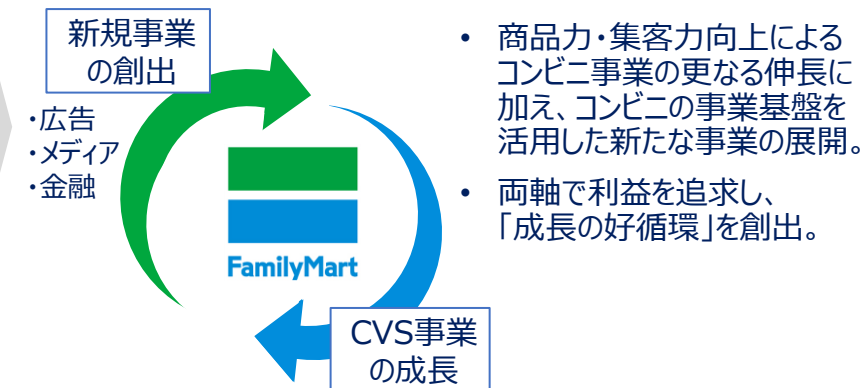 新規事業
の創出
・広告
・メディア
・金融
FamilyMart
CVS事業
の成長
• 商品力・集客力向上による
コンビニ事業の更なる伸長に
加え、コンビニの事業基盤を
活用した新たな事業の展開。
• 両軸で利益を追求し、
「成長の好循環」を創出。